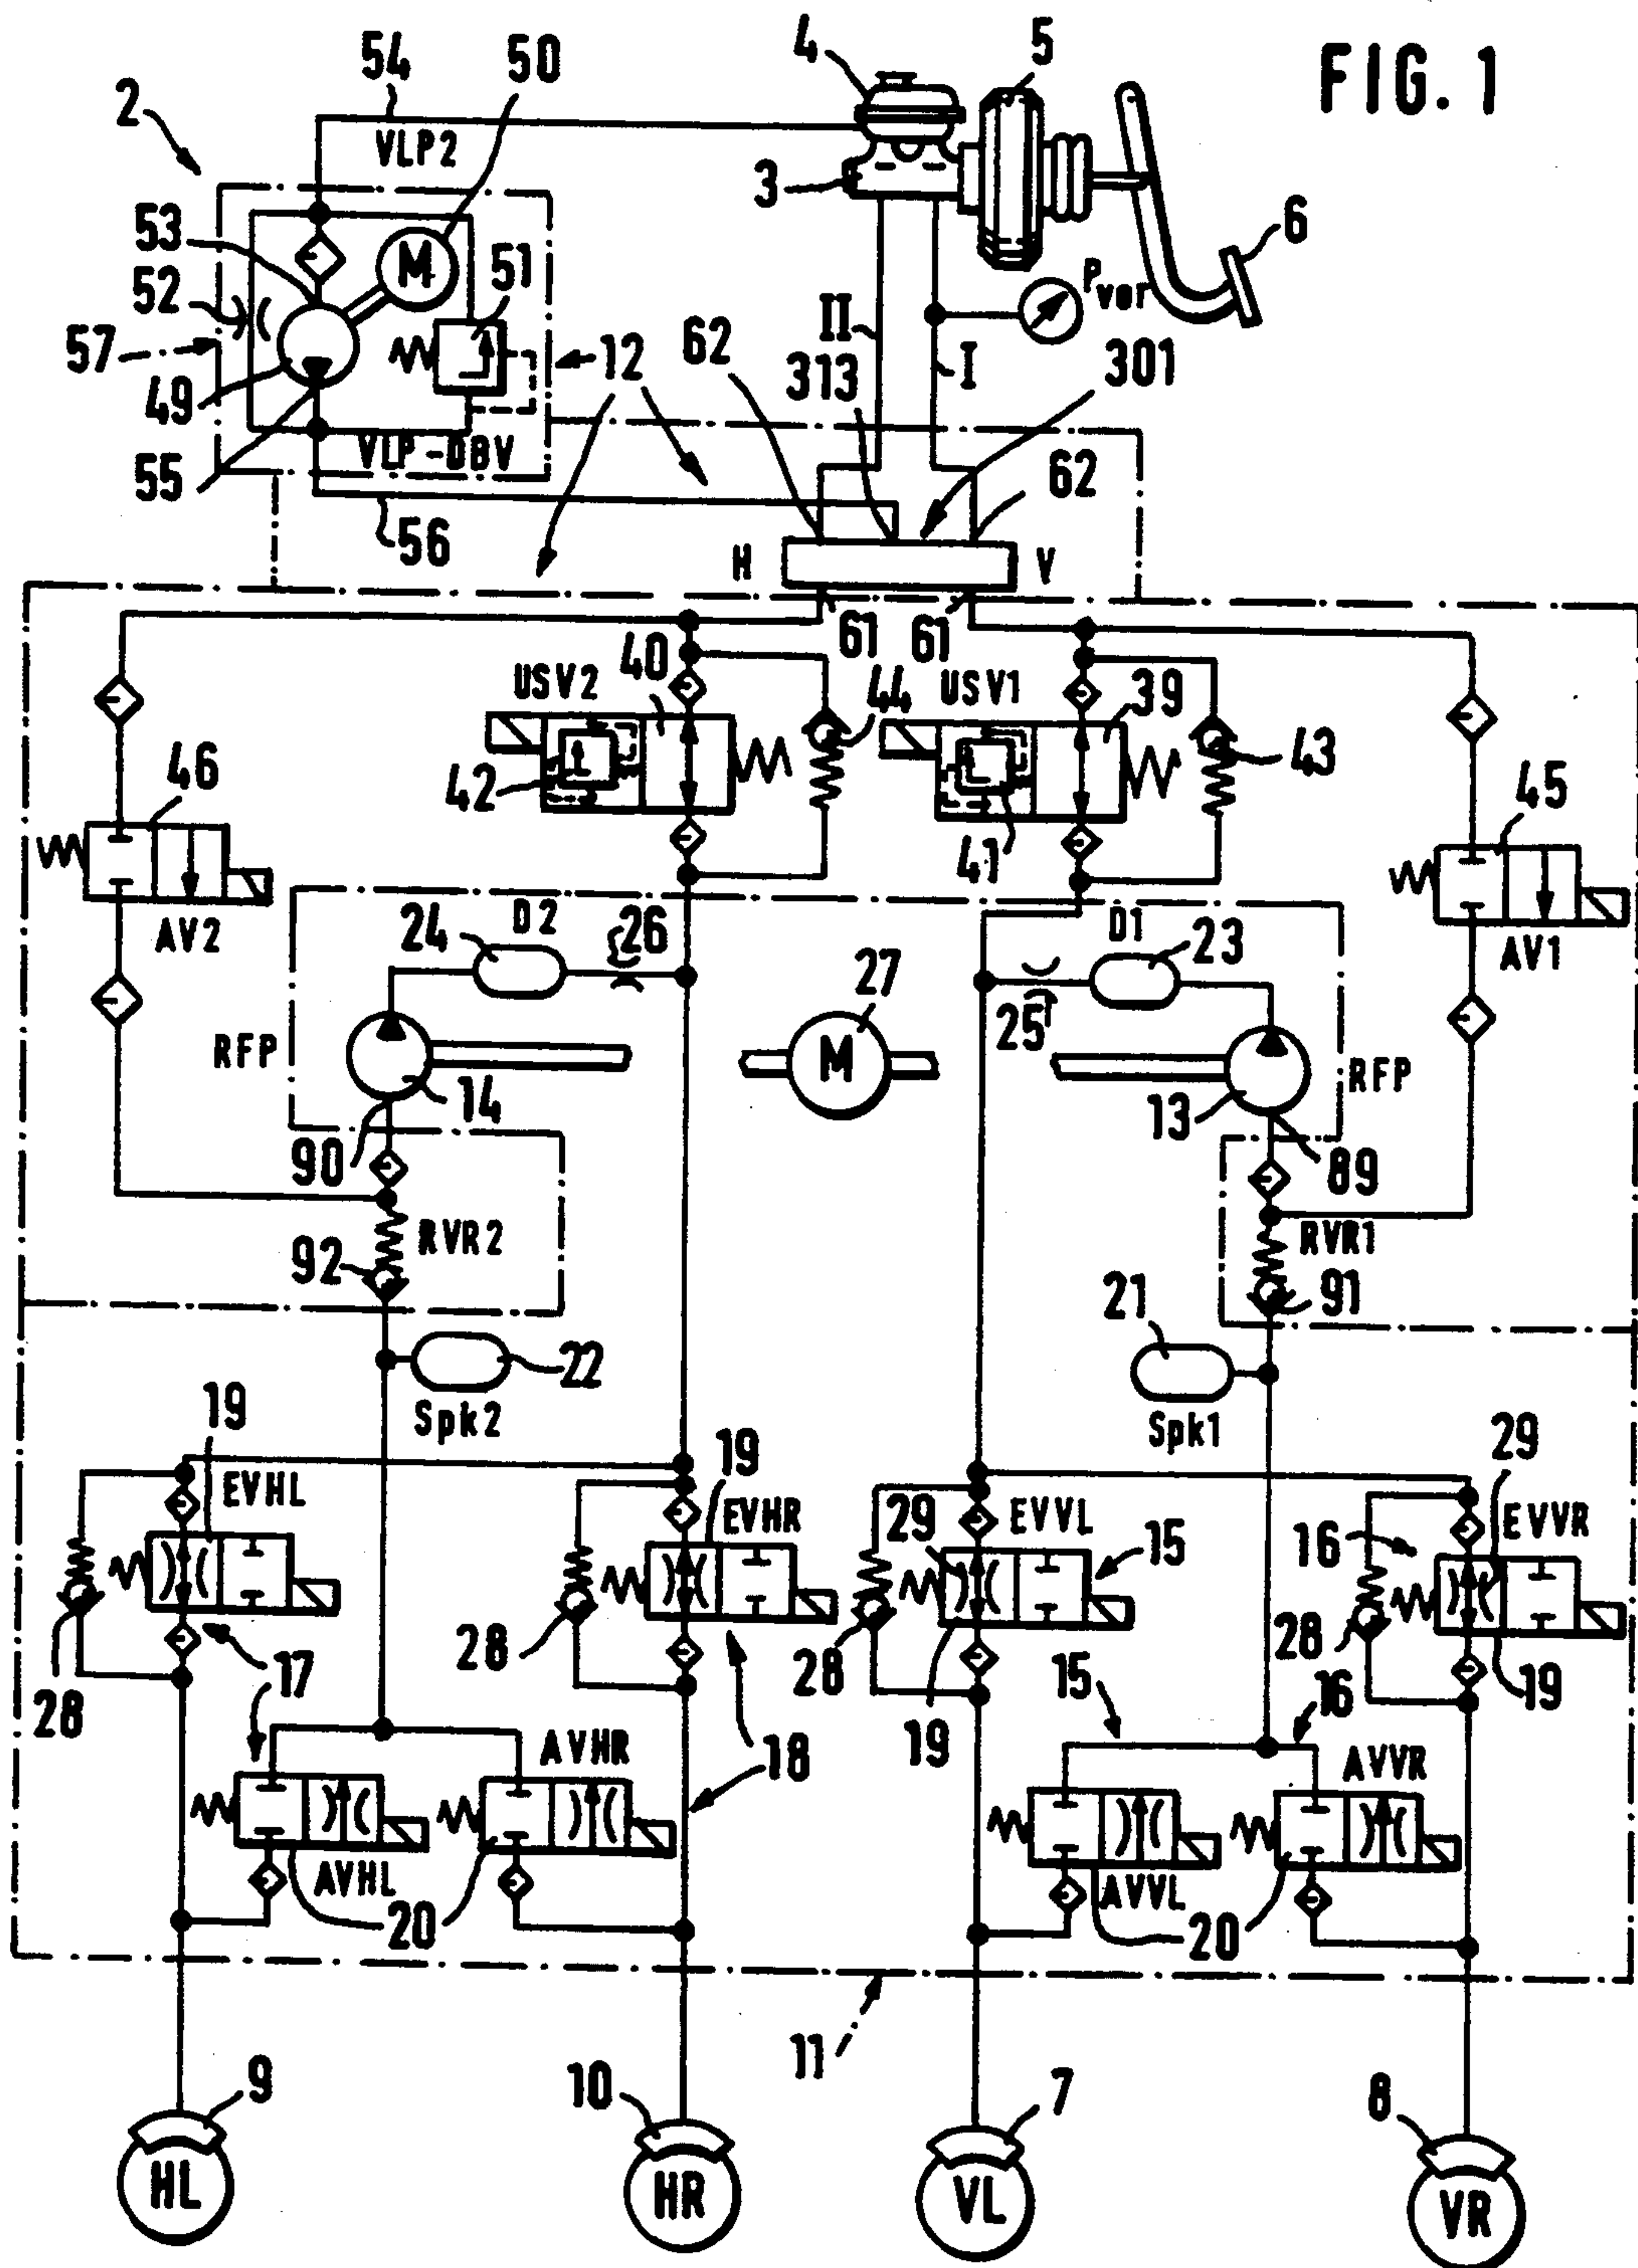 FIG. 1
4
5
54
50
2
VLP2
3
6
53
M
51
52
Pvor
II
57
12
62
313
I
301
49
VLP-DBV
55
62
56
H
V
61
61
40
USV2
44
USV1
39
46
42
41
43
45
AV2
24
D2
26
27
D1
23
AV1
25
RFP
M
RFP
14
13
90
89
RVR2
RVR1
92
91
21
22
Spk2
Spk1
19
19
29
EVHL
EVHR
29
EVVL
15
16
EVVR
28
28
28
28
17
15
16
19
19
18
AVHR
AVVR
AVHL
20
AVVL
20
11
9
10
7
8
HL
HR
VL
VR